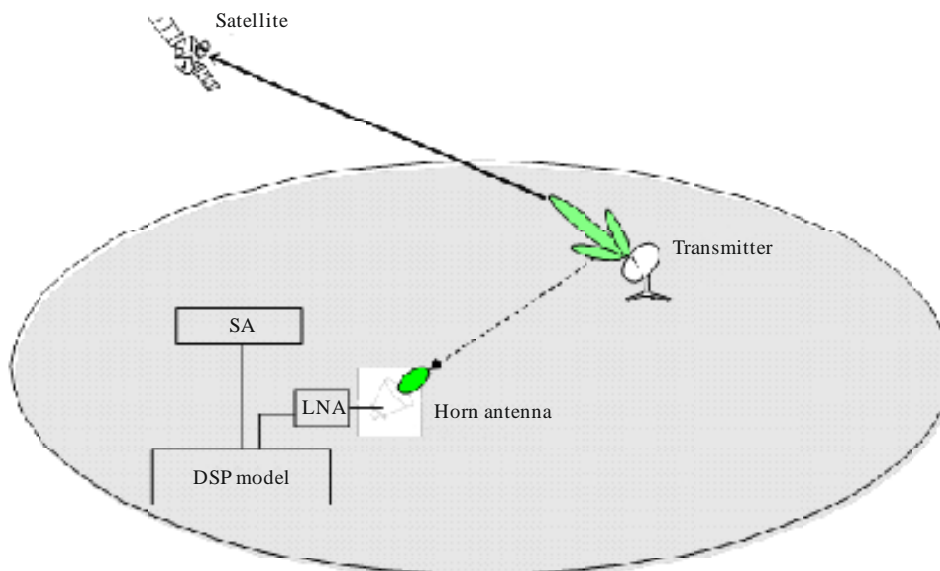 Satellite
Transmitter
SA
LNA
Horn antenna
DSP model